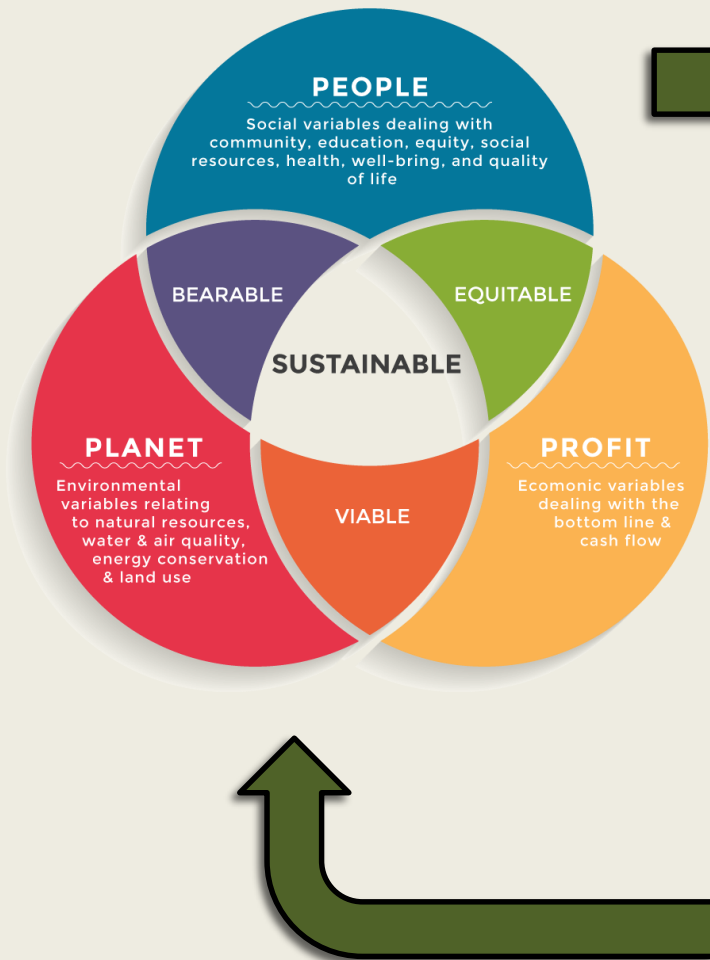 PEOPLE
Social variables dealing with
community, education, equity, social
resources, health, well-bring, and quality
of life
BEARABLE
EQUITABLE
SUSTAINABLE
PLANET
Environmental
variables relating
to natural resources,
water & air quality,
energy conservation
& land use
PROFIT
Ecomonic variables
dealing with the
bottom line &
cash flow
VIABLE